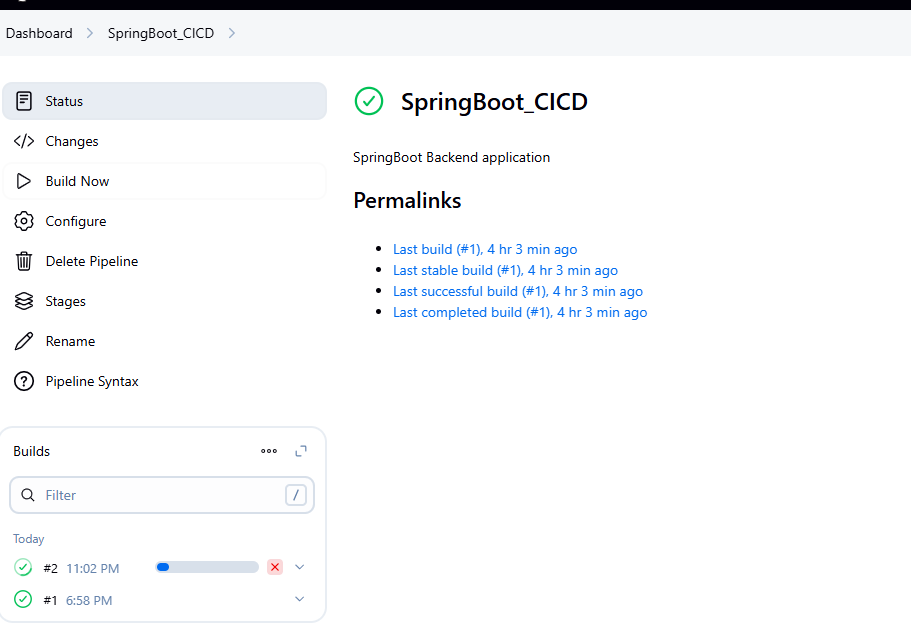 Dashboard > SpringBoot_CICD >
Status
Changes
Build Now
Configure
Delete Pipeline
Stages
Rename
Pipeline Syntax
SpringBoot_CICD
SpringBoot Backend application
Permalinks
• Last build (#1), 4 hr 3 min ago
• Last stable build (#1), 4 hr 3 min ago
• Last successful build (#1), 4 hr 3 min ago
• Last completed build (#1), 4 hr 3 min ago
Builds
Filter /
Today
#2 11:02 PM
#1 6:58 PM